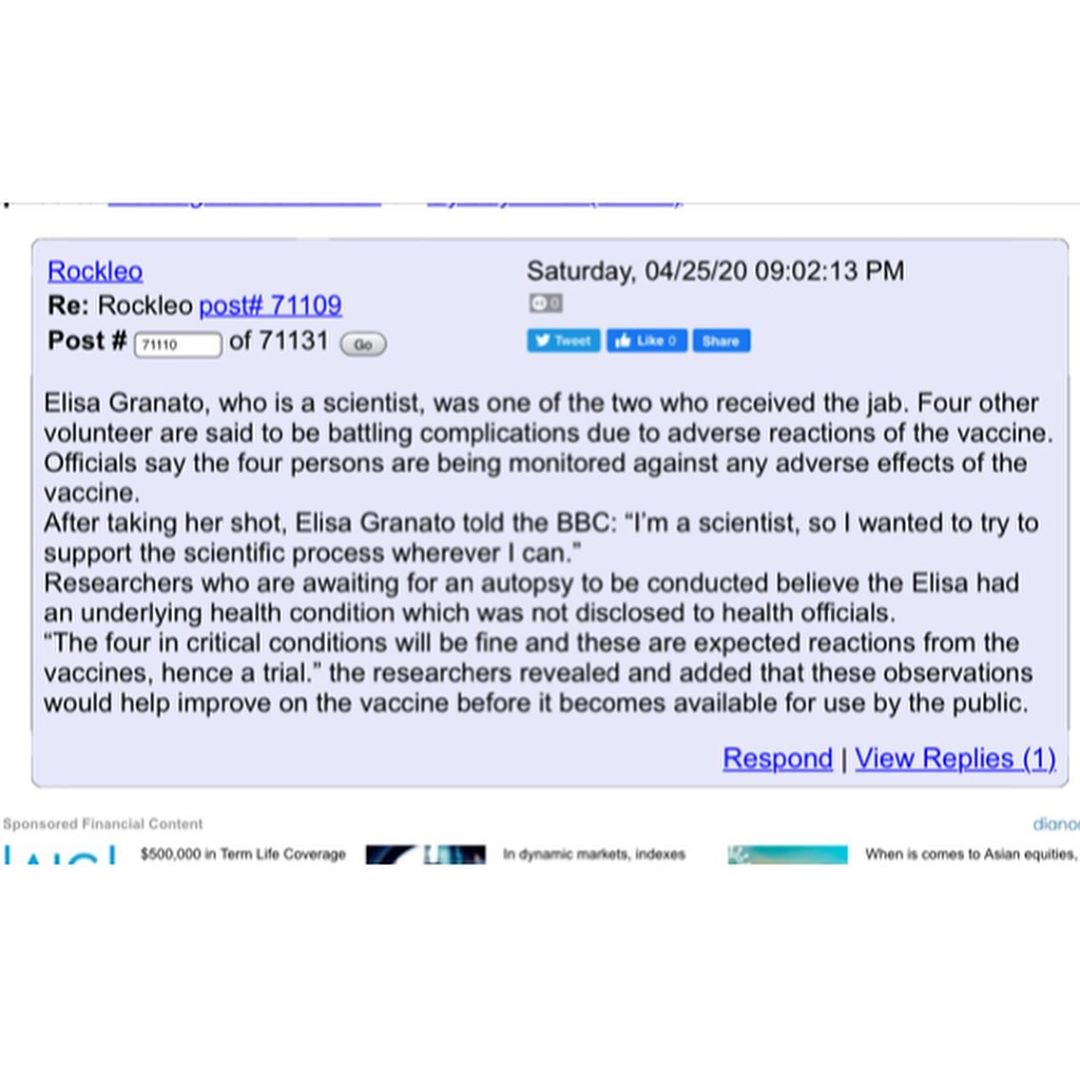 Rockleo
Saturday, 04/25/20 09:02:13 PM
Re: Rockleo post# 71109
0
Post # 71110 of 71131 Go
Tweet Like 0 Share
Elisa Granato, who is a scientist, was one of the two who received the jab. Four other
volunteer are said to be battling complications due to adverse reactions of the vaccine.
Officials say the four persons are being monitored against any adverse effects of the
vaccine.
After taking her shot, Elisa Granato told the BBC: “I’m a scientist, so I wanted to try to
support the scientific process wherever I can.”
Researchers who are awaiting for an autopsy to be conducted believe the Elisa had
an underlying health condition which was not disclosed to health officials.
“The four in critical conditions will be fine and these are expected reactions from the
vaccines, hence a trial.” the researchers revealed and added that these observations
would help improve on the vaccine before it becomes available for use by the public.
Respond | View Replies (1)
Sponsored Financial Content
$500,000 in Term Life Coverage
In dynamic markets, indexes
When is comes to Asian equities,